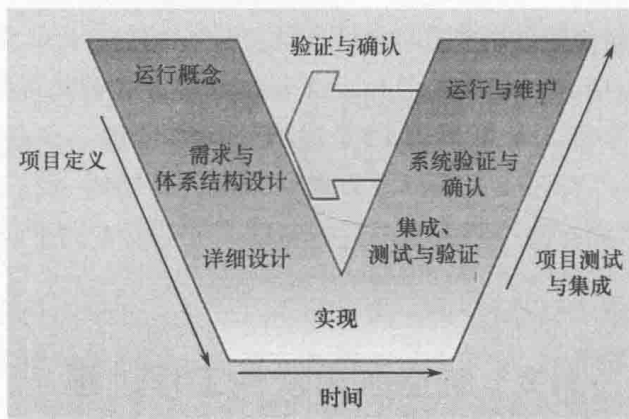 验证与确认
运行概念
运行与维护
项目定义
需求与
体系结构设计
系统验证与
确认
详细设计
集成、
测试与验证
项目测试
与集成
实现
时间